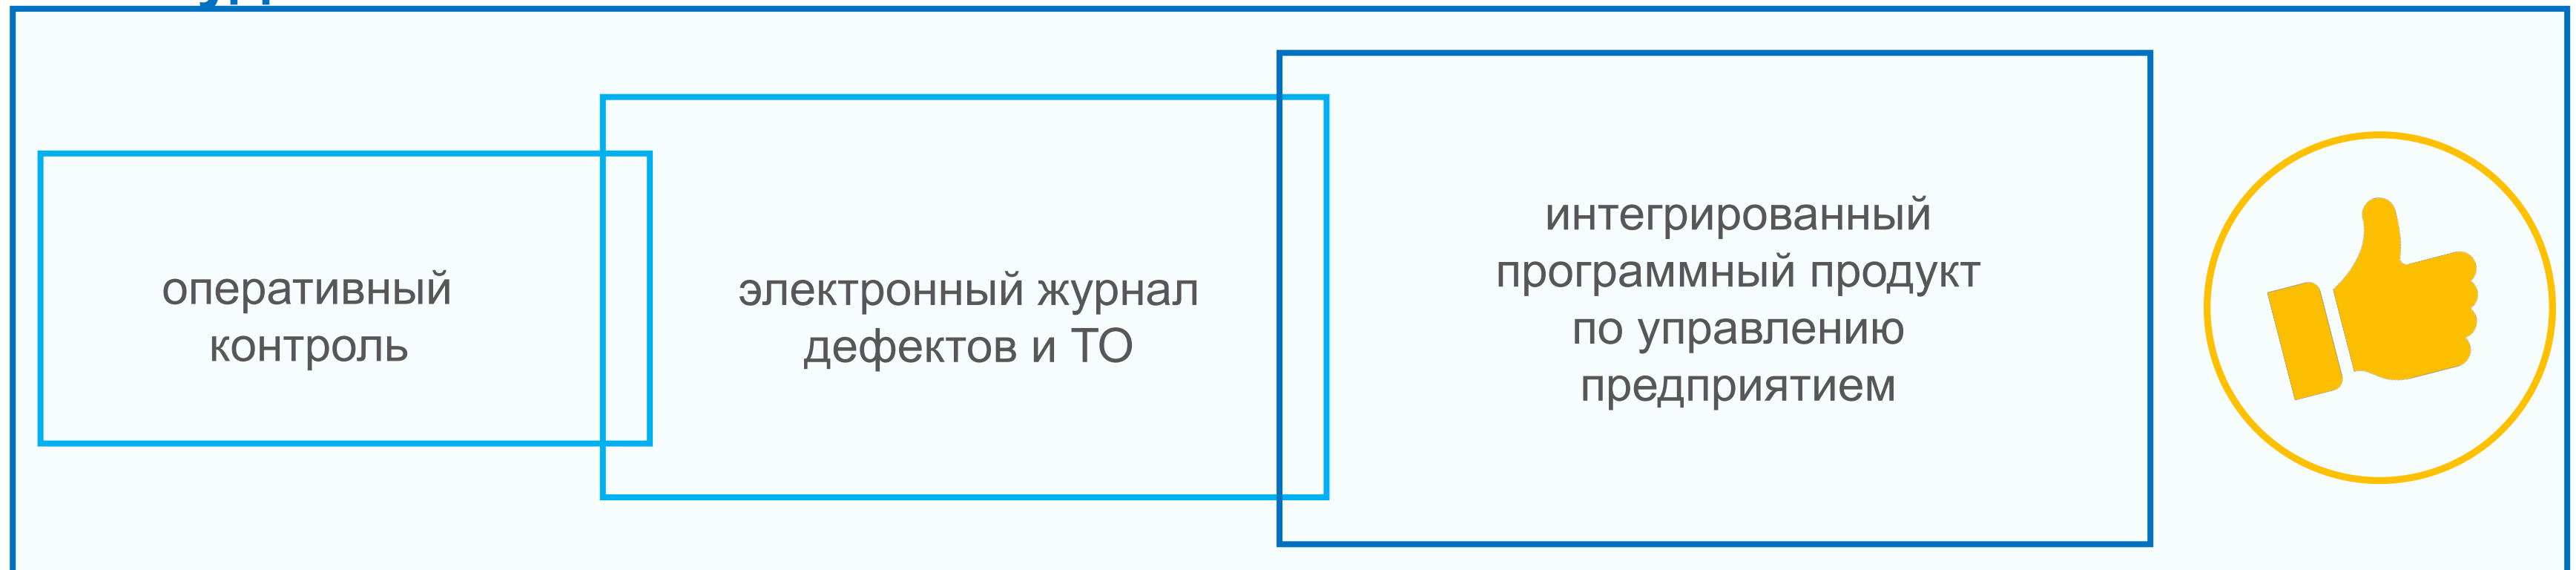 оперативный
контроль
электронный журнал
дефектов и ТО
интегрированный
программный продукт
по управлению
предприятием